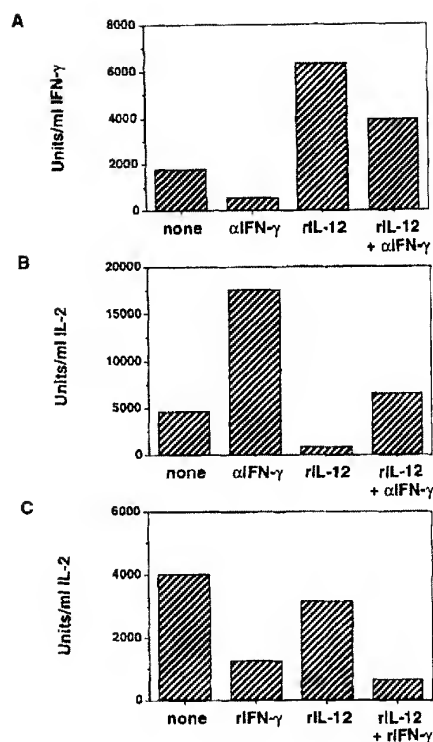 A
Units/ml IFN-γ
8000
6000
4000
2000
0
none αIFN-γ rIL-12 rIL-12 + αIFN-γ
B
Units/ml IL-2
20000
15000
10000
5000
0
none αIFN-γ rIL-12 rIL-12 + αIFN-γ
C
Units/ml IL-2
6000
4000
2000
0
none rIFN-γ rIL-12 rIL-12 + rIFN-γ